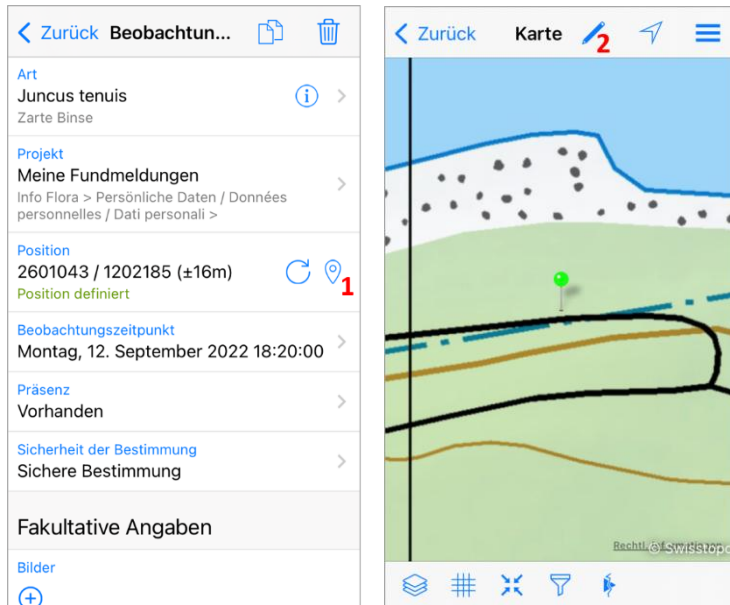 Zurück Beobachtun...
Art
Juncus tenuis
Zarte Binse
Projekt
Meine Fundmeldungen
Info Flora > Persönliche Daten / Données
personnelles / Dati personali >
Position
2601043 / 1202185 (±16m)
1
Position definiert
Beobachtungszeitpunkt
Montag, 12. September 2022 18:20:00
Präsenz
Vorhanden
Sicherheit der Bestimmung
Sichere Bestimmung
Fakultative Angaben
Bilder
Zurück Karte
2
Rechtl. Informationen
© Swisstopo